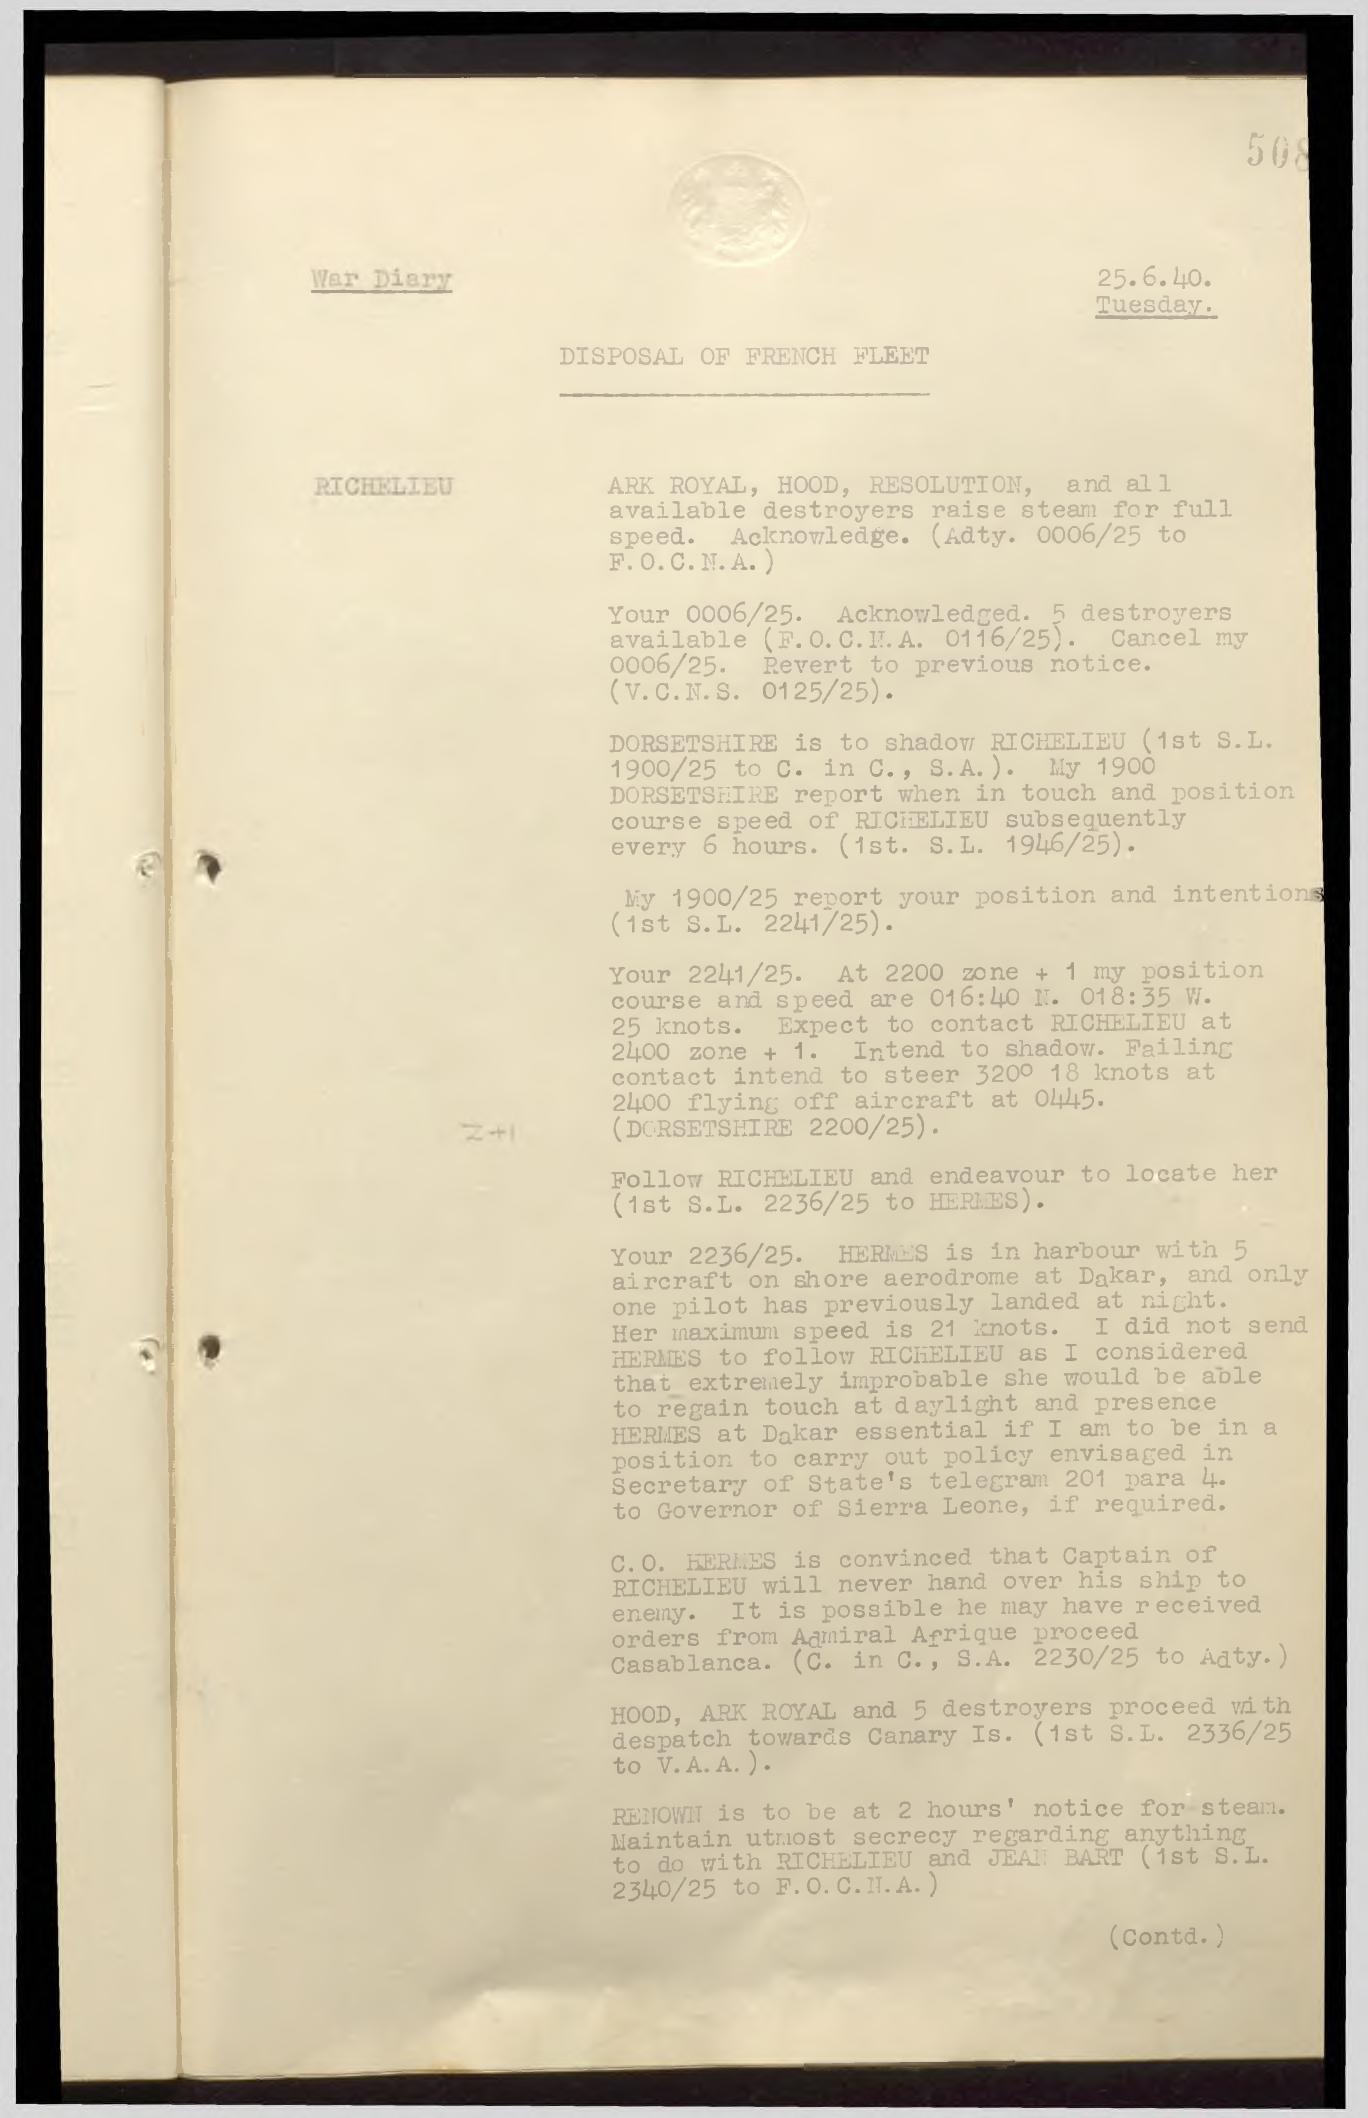 508
War Diary
25.6.40.
Tuesday.
DISPOSAL OF FRENCH FLEET
RICHELIEU
ARK ROYAL, HOOD, RESOLUTION, and all
available destroyers raise steam for full
speed. Acknowledge. (Adty. 0006/25 to
F.O.C.N.A.)
Your 0006/25. Acknowledged. 5 destroyers
available (F.O.C.N.A. 0116/25). Cancel my
0006/25. Revert to previous notice.
(V.C.N.S. 0125/25).
DORSETSHIRE is to shadow RICHELIEU (1st S.L.
1900/25 to C. in C., S.A.). My 1900
DORSETSHIRE report when in touch and position
course speed of RICHELIEU subsequently
every 6 hours. (1st. S.L. 1946/25).
My 1900/25 report your position and intentions
(1st S.L. 2241/25).
Your 2241/25. At 2200 zone + 1 my position
course and speed are 016:40 N. 018:35 W.
25 knots. Expect to contact RICHELIEU at
2400 zone + 1. Intend to shadow. Failing
contact intend to steer 320° 18 knots at
2400 flying off aircraft at 0445.
(DORSETSHIRE 2200/25).
Z+1
Follow RICHELIEU and endeavour to locate her
(1st S.L. 2236/25 to HERMES).
Your 2236/25. HERMES is in harbour with 5
aircraft on shore aerodrome at Dakar, and only
one pilot has previously landed at night.
Her maximum speed is 21 knots. I did not send
HERMES to follow RICHELIEU as I considered
that extremely improbable she would be able
to regain touch at daylight and presence
HERMES at Dakar essential if I am to be in a
position to carry out policy envisaged in
Secretary of State's telegram 201 para 4.
to Governor of Sierra Leone, if required.
C.O. HERMES is convinced that Captain of
RICHELIEU will never hand over his ship to
enemy. It is possible he may have received
orders from Admiral Afrique proceed
Casablanca. (C. in C., S.A. 2230/25 to Adty.)
HOOD, ARK ROYAL and 5 destroyers proceed with
despatch towards Canary Is. (1st S.L. 2336/25
to V.A.A.).
RENOWN is to be at 2 hours' notice for steam.
Maintain utmost secrecy regarding anything
to do with RICHELIEU and JEAN BART (1st S.L.
2340/25 to F.O.C.N.A.)
(Contd.)